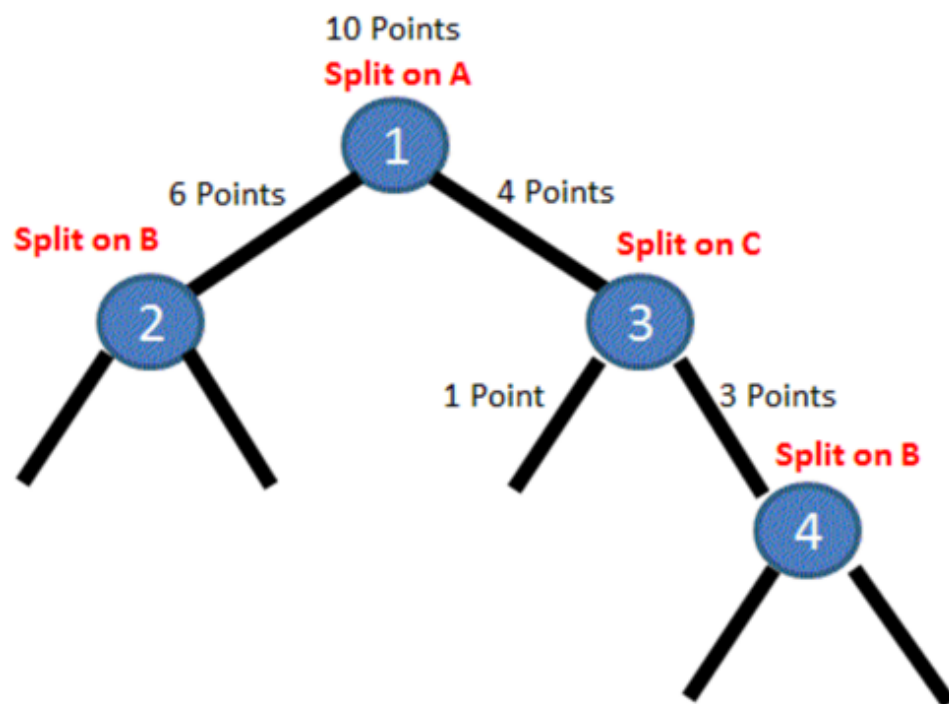 10 Points
Split on A
1
6 Points
4 Points
Split on B
Split on C
2
3
1 Point
3 Points
Split on B
4